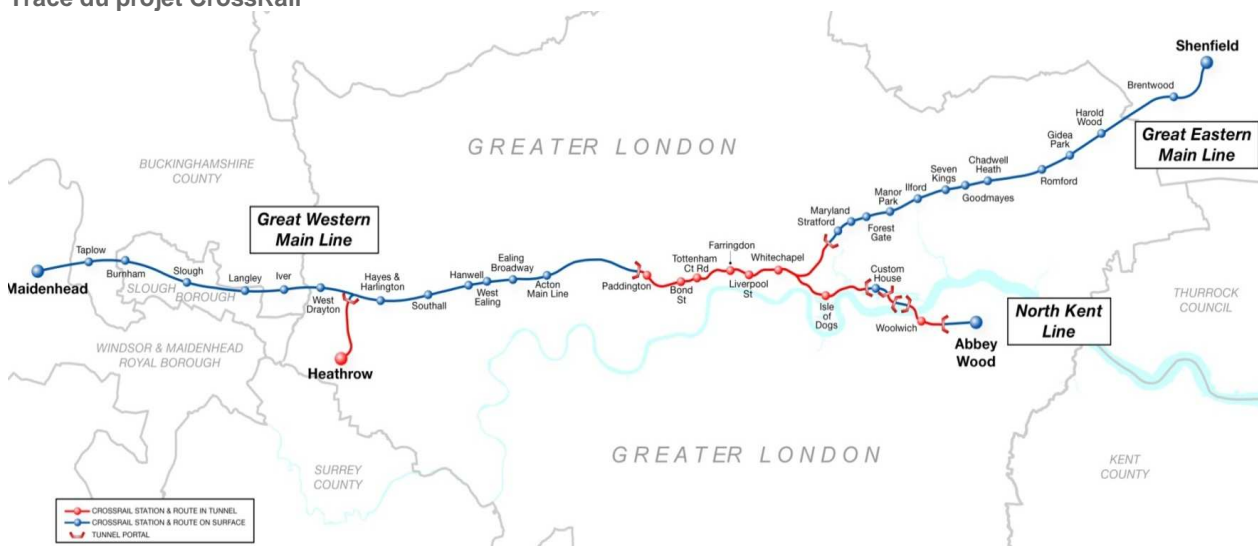 Tracé du projet CrossRail
Shenfield
Brentwood
Harold
Wood
Great Eastern
Main Line
Gidea
Park
GREATER LONDON
BUCKINGHAMSHIRE
COUNTY
Chadwell
Heath
Seven
Kings
Romford
Goodmayes
Ilford
Manor
Park
Forest
Gate
Maryland
Stratford
Great Western
Main Line
Taplow
Burnham
Slough
SLOUGH
BOROUGH
Langley
Iver
West
Drayton
Hayes &
Harlington
Southall
Hanwell
West
Ealing
Ealing
Broadway
Acton
Main Line
Paddington
Bond
St
Tottenham
Ct Rd
Farringdon
Liverpool
St
Whitechapel
Maidenhead
Custom
House
Isle
of
Dogs
Woolwich
North Kent
Line
THURROCK
COUNCIL
Abbey
Wood
WINDSOR & MAIDENHEAD
ROYAL BOROUGH
Heathrow
GREATER LONDON
SURREY
COUNTY
KENT
COUNTY
CROSSRAIL STATION & ROUTE IN TUNNEL
CROSSRAIL STATION & ROUTE ON SURFACE
TUNNEL PORTAL